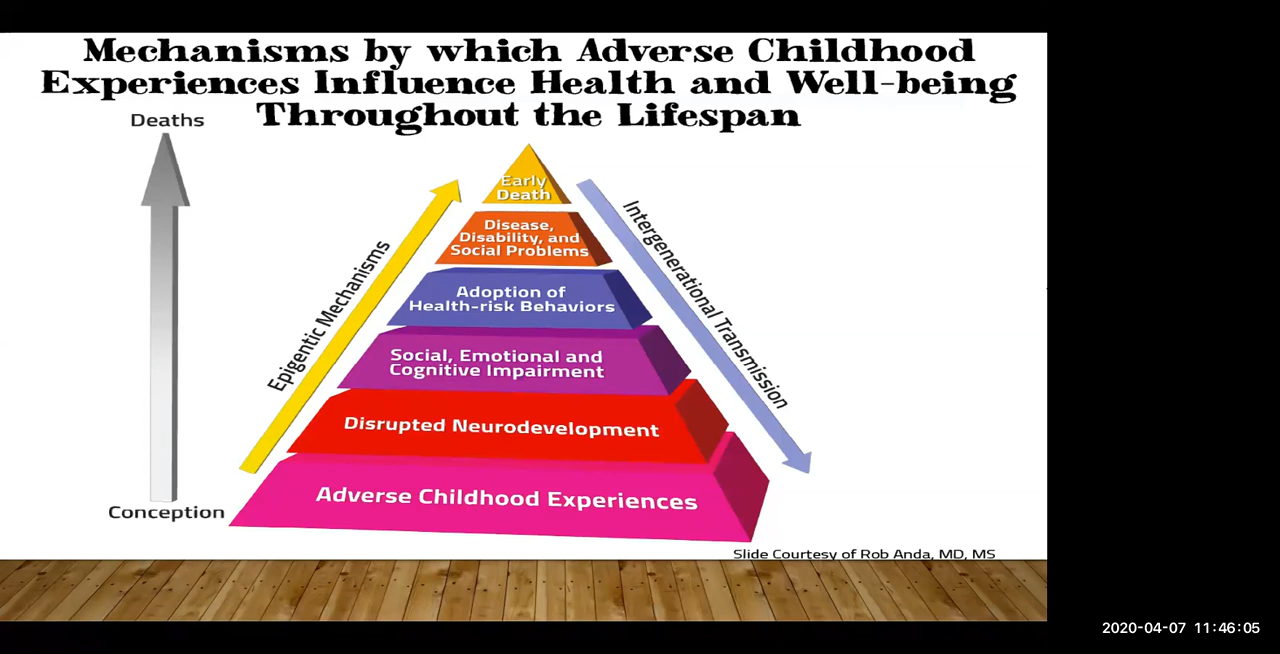 Mechanisms by which Adverse Childhood
Experiences Influence Health and Well-being
Throughout the Lifespan
Deaths
Early
Death
Disease,
Disability, and
Social Problems
Adoption of
Health-risk Behaviors
Social, Emotional and
Cognitive Impairment
Disrupted Neurodevelopment
Adverse Childhood Experiences
Epigentic Mechanisms
Intergenerational Transmission
Conception
Slide Courtesy of Rob Anda, MD, MS
2020-04-07 11:46:05